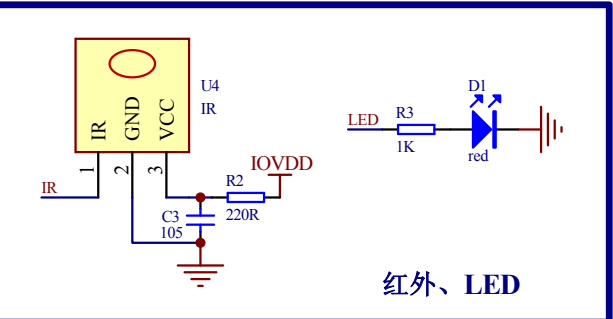 U4
IR
IR
GND
VCC
1
2
3
IR
IOVDD
R2
220R
C3
105
D1
LED
R3
1K
red
红外、LED